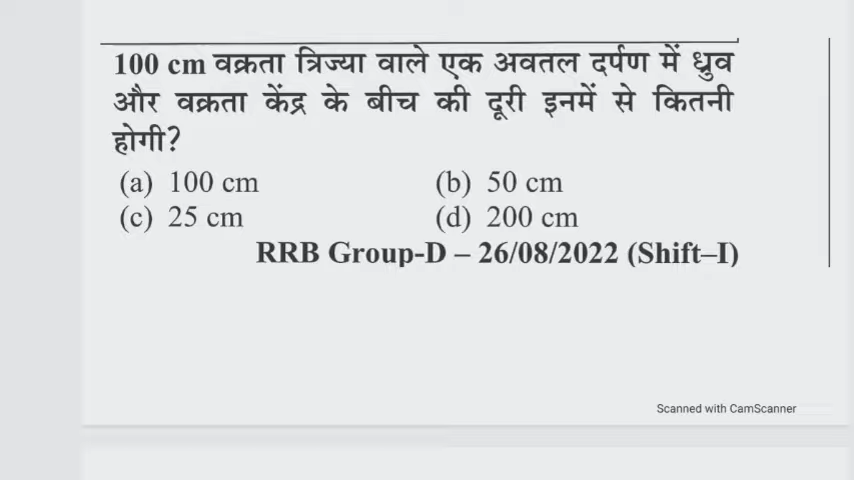 100 cm वक्रता त्रिज्या वाले एक अवतल दर्पण में ध्रुव
और वक्रता केंद्र के बीच की दूरी इनमें से कितनी
होगी?
(a) 100 cm (b) 50 cm
(c) 25 cm (d) 200 cm
RRB Group-D – 26/08/2022 (Shift–I)
Scanned with CamScanner